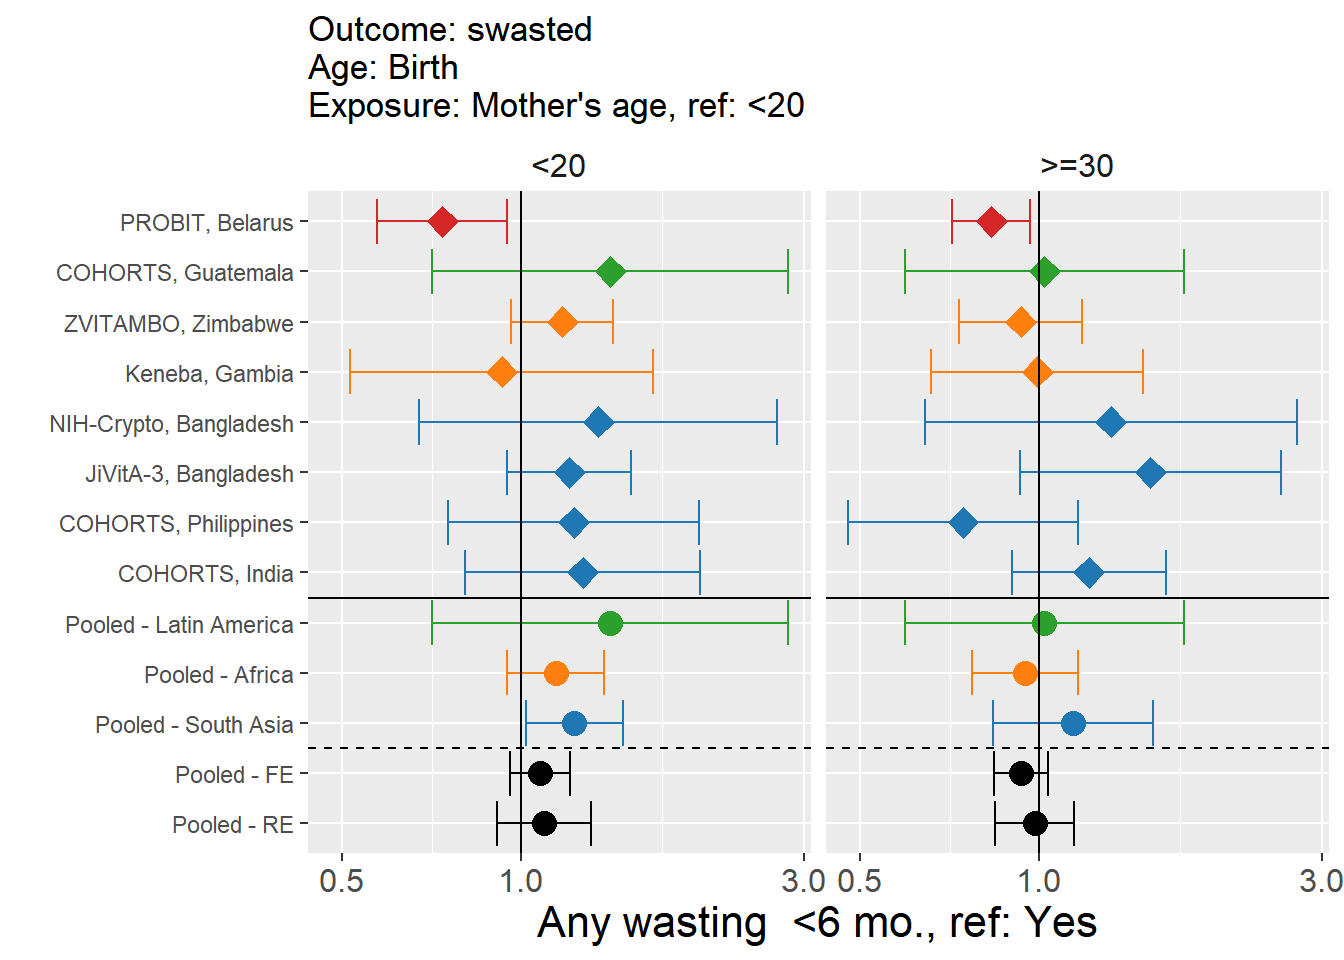 Outcome: swasted
Age: Birth
Exposure: Mother's age, ref: <20
<20
>=30
PROBIT, Belarus
COHORTS, Guatemala
ZVITAMBO, Zimbabwe
Keneba, Gambia
NIH-Crypto, Bangladesh
JiVitA-3, Bangladesh
COHORTS, Philippines
COHORTS, India
Pooled - Latin America
Pooled - Africa
Pooled - South Asia
Pooled - FE
Pooled - RE
0.5 1.0 3.0 0.5 1.0 3.0
Any wasting  <6 mo., ref: Yes